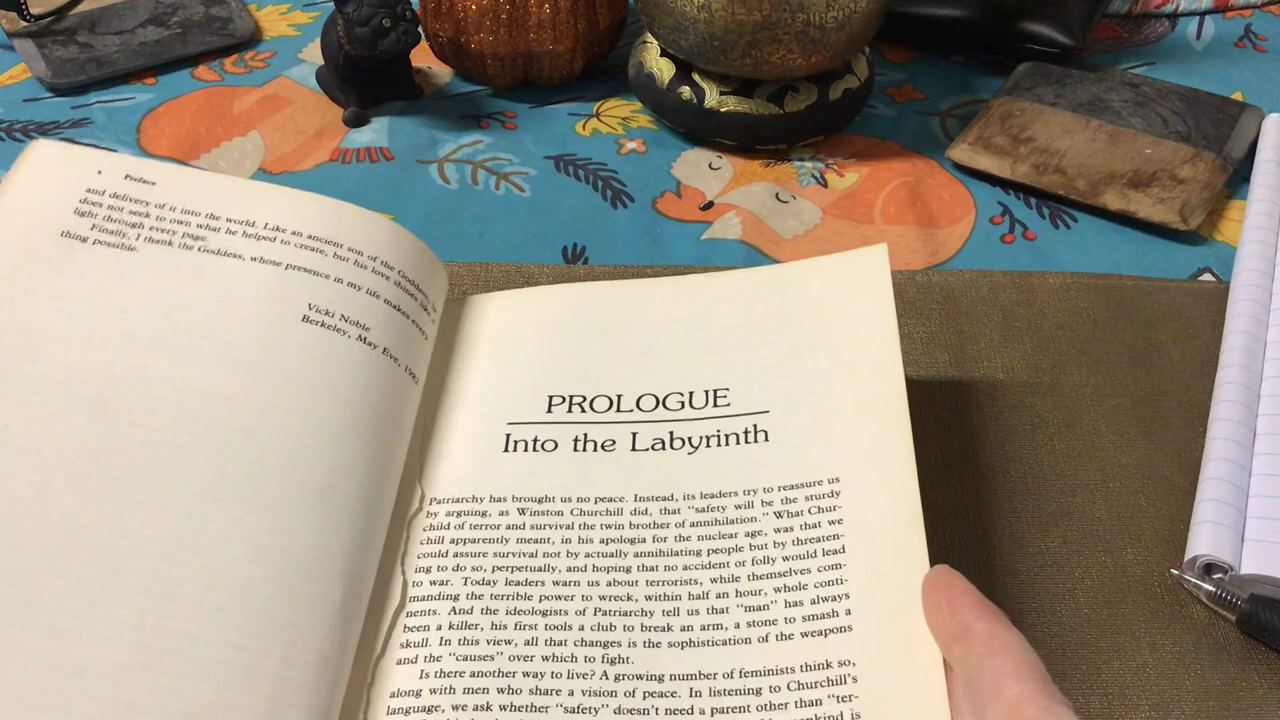 x Preface
and delivery of it into the world. Like an ancient son of the Goddess, he
does not seek to own what he helped to create, but his love shines like a
light through every page.
Finally, I thank the Goddess, whose presence in my life makes every-
thing possible.
Vicki Noble
Berkeley, May Eve, 1982
PROLOGUE
Into the Labyrinth
Patriarchy has brought us no peace. Instead, its leaders try to reassure us
by arguing, as Winston Churchill did, that “safety will be the sturdy
child of terror and survival the twin brother of annihilation.” What Chur-
chill apparently meant, in his apologia for the nuclear age, was that we
could assure survival not by actually annihilating people but by threaten-
ing to do so, perpetually, and hoping that no accident or folly would lead
to war. Today leaders warn us about terrorists, while themselves com-
manding the terrible power to wreck, within half an hour, whole conti-
nents. And the ideologists of Patriarchy tell us that “man” has always
been a killer, his first tools a club to break an arm, a stone to smash a
skull. In this view, all that changes is the sophistication of the weapons
and the “causes” over which to fight.
Is there another way to live? A growing number of feminists think so,
along with men who share a vision of peace. In listening to Churchill’s
language, we ask whether “safety” doesn’t need a parent other than “ter-
is